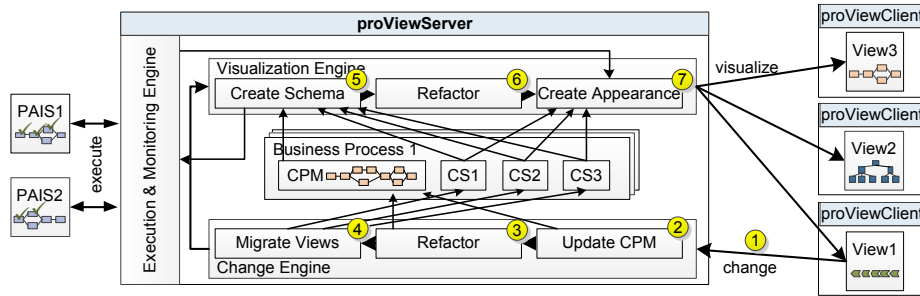 proViewServer
Execution & Monitoring Engine
Visualization Engine
5
6
7
Create Schema
Refactor
Create Appearance
Business Process 1
CPM
CS1
CS2
CS3
4
3
2
Migrate Views
Refactor
Update CPM
Change Engine
PAIS1
execute
PAIS2
visualize
1
change
proViewClient
View3
proViewClient
View2
proViewClient
View1